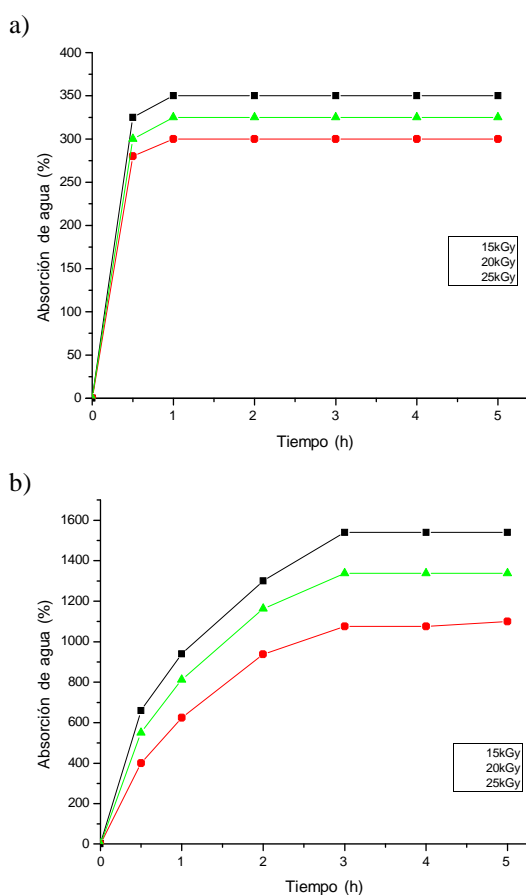 a)
400
350
300
250
200
150
100
50
0
Absorción de agua (%)
15kGy
20kGy
25kGy
0 1 2 3 4 5
Tiempo (h)
b)
1600
1400
1200
1000
800
600
400
200
0
Absorción de agua (%)
15kGy
20kGy
25kGy
0 1 2 3 4 5
Tiempo (h)